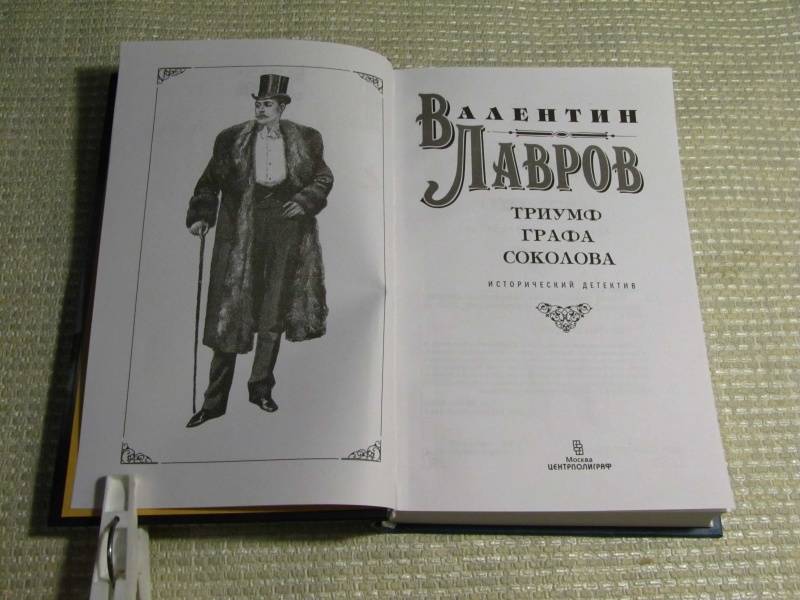 ВАЛЕНТИН
ЛАВРОВ
ТРИУМФ
ГРАФА
СОКОЛОВА
ИСТОРИЧЕСКИЙ ДЕТЕКТИВ
Москва
ЦЕНТРПОЛИГРАФ